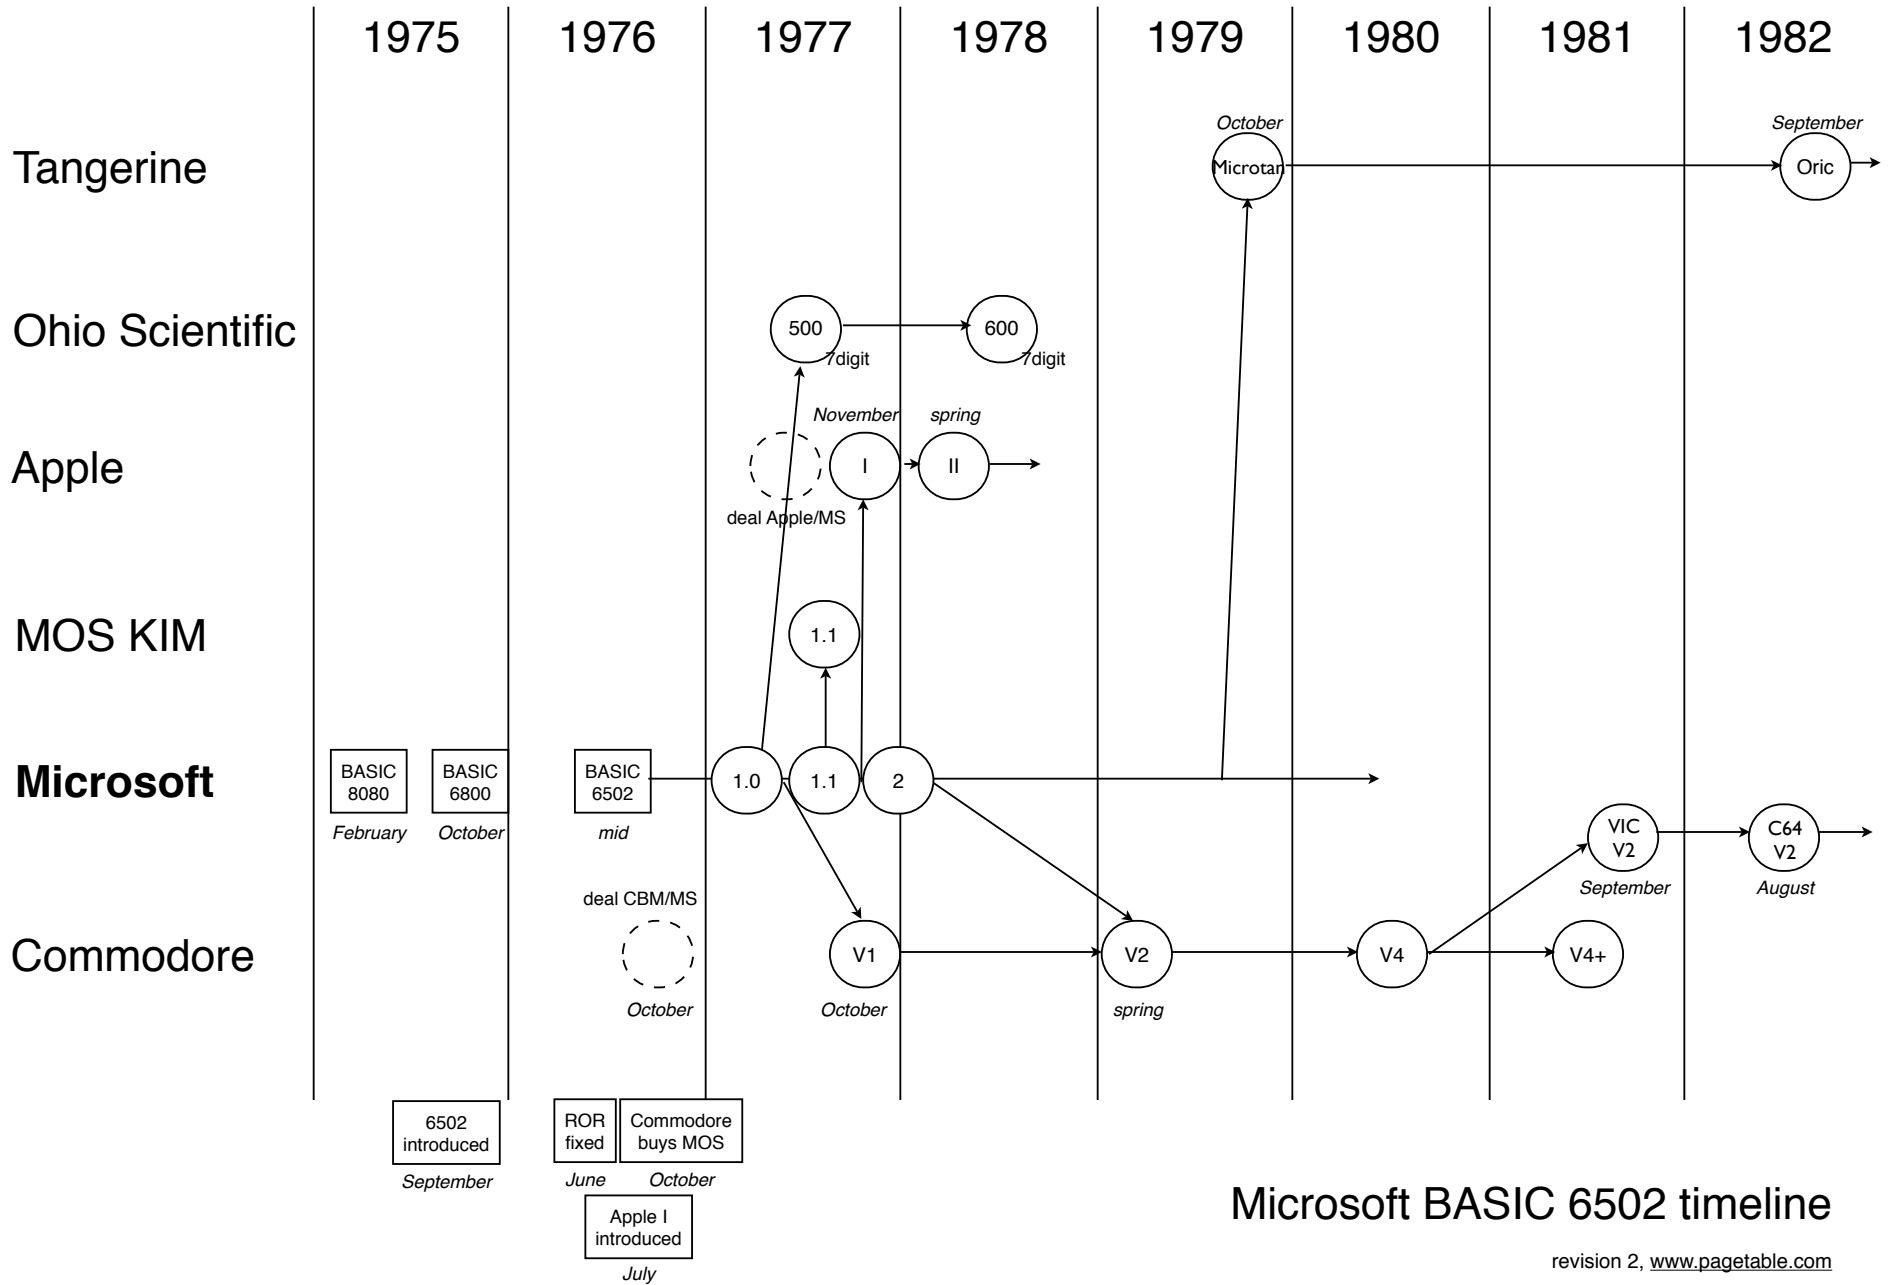 1975 1976 1977 1978 1979 1980 1981 1982
October
September
Tangerine
Microtan
Oric
Ohio Scientific
500
600
7digit
7digit
November
spring
Apple
I
II
deal Apple/MS
MOS KIM
1.1
Microsoft
BASIC
8080
February
BASIC
6800
October
BASIC
6502
mid
1.0
1.1
2
VIC
V2
September
C64
V2
August
deal CBM/MS
Commodore
October
V1
October
V2
spring
V4
V4+
6502
introduced
September
ROR
fixed
June
Commodore
buys MOS
October
Apple I
introduced
July
Microsoft BASIC 6502 timeline
revision 2, www.pagetable.com